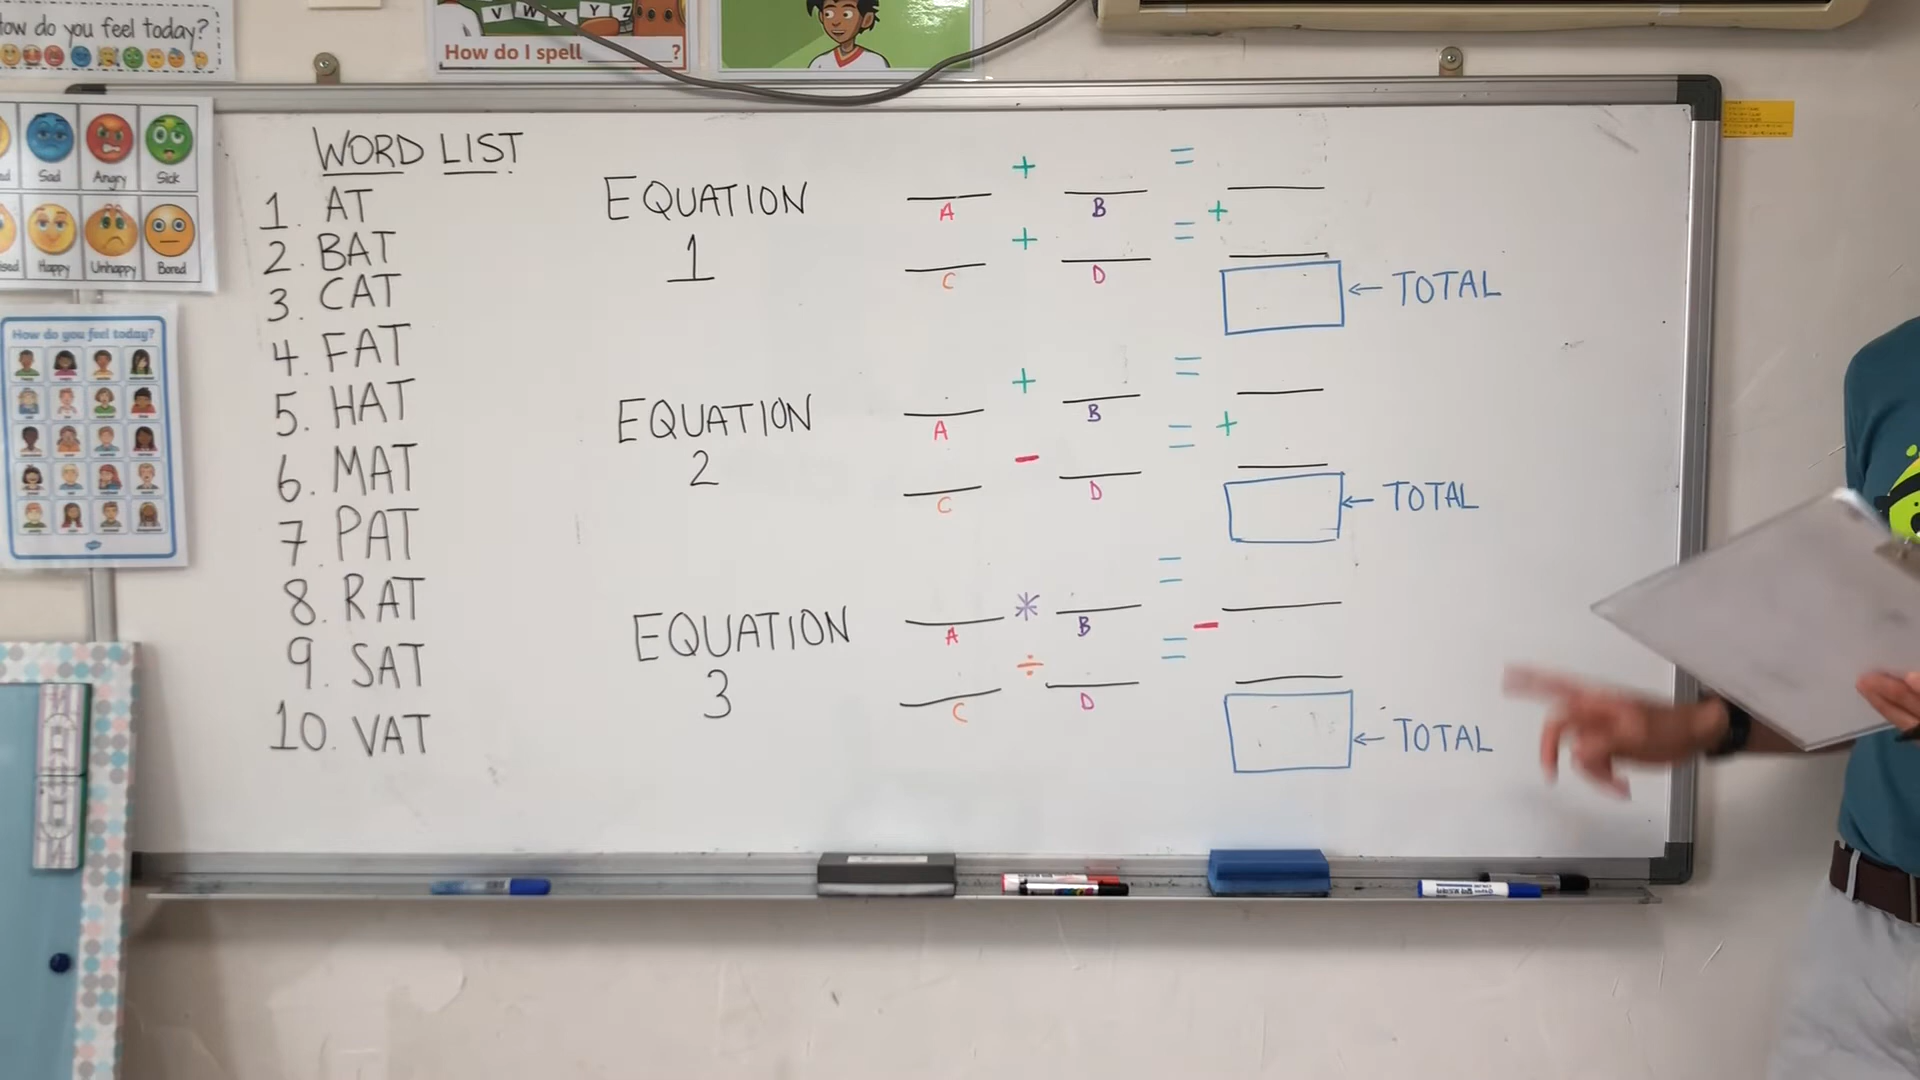 How do you feel today?
V W X Y Z
How do I spell ______?
Sad Angry Sick
Happy Unhappy Bored
How do you feel today?
WORD LIST
1. AT
2. BAT
3. CAT
4. FAT
5. HAT
6. MAT
7. PAT
8. RAT
9. SAT
10. VAT
EQUATION
1
+ =
A B
+ = +
C D
← TOTAL
EQUATION
2
+ =
A B
- = +
C D
← TOTAL
EQUATION
3
* =
A B
÷ = -
C D
← TOTAL